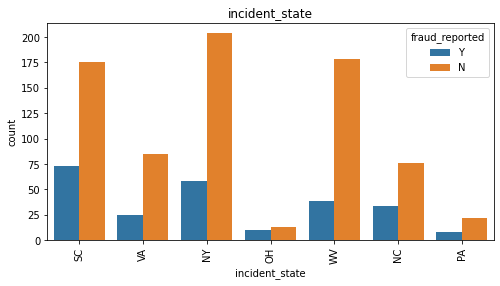 incident_state
fraud_reported
Y
N
count
200
175
150
125
100
75
50
25
0
SC
VA
NY
OH
WV
NC
PA
incident_state